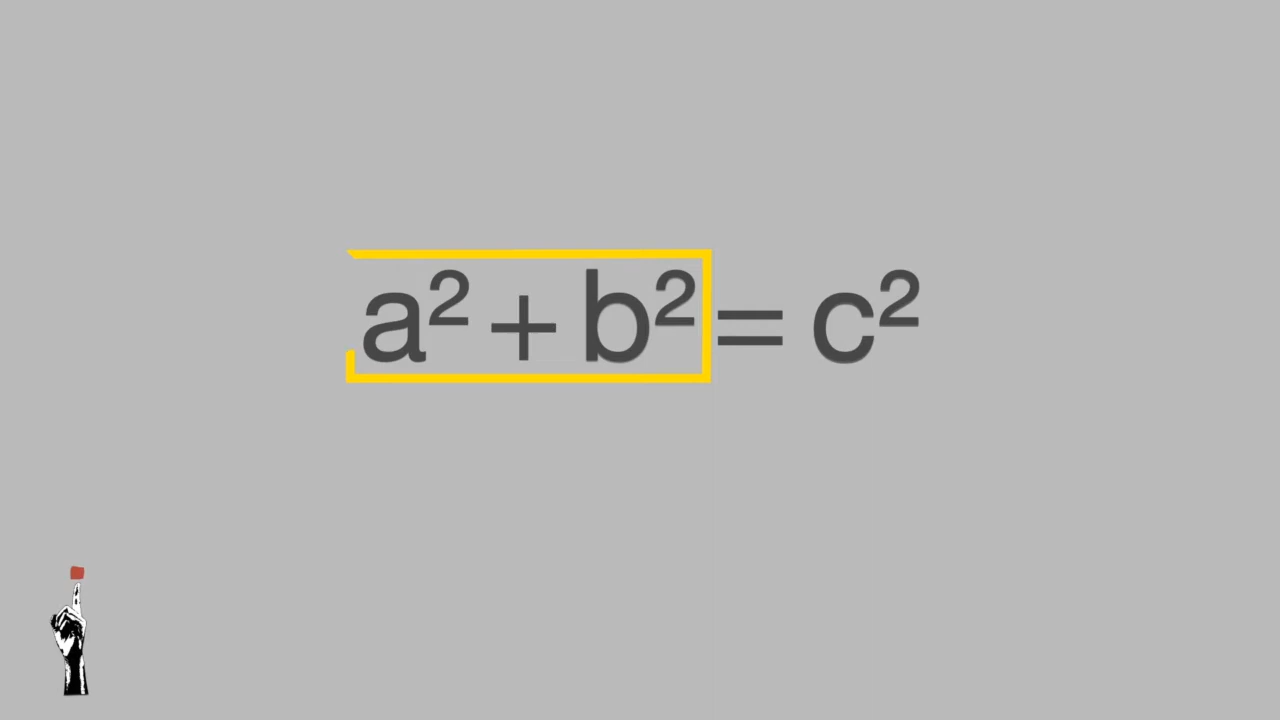 a² + b² = c²